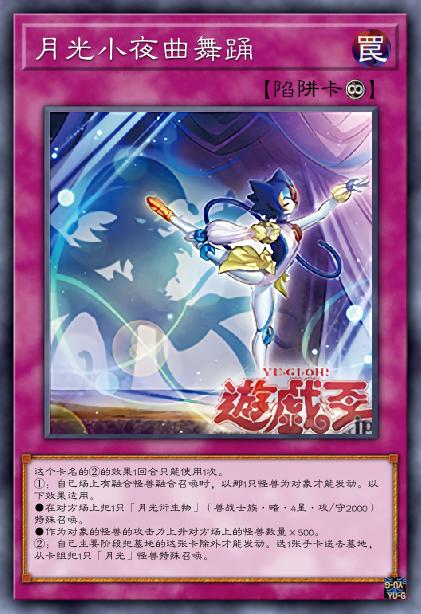 月光小夜曲舞踊
罠
【陷阱卡】
YU-GI-OH!
遊戯王
.jp
这个卡名的②的效果1回合只能使用1次。
①：自己场上有融合怪兽融合召唤时，以那1只怪兽为对象才能发动。以
下效果适用。
●在对方场上把1只「月光衍生物」（兽战士族·暗·4星·攻/守2000）
特殊召唤。
●作为对象的怪兽的攻击力上升对方场上的怪兽数量×500。
②：自己主要阶段把墓地的这张卡除外才能发动。选1张手卡送去墓地，
从卡组把1只「月光」怪兽特殊召唤。
YU-G